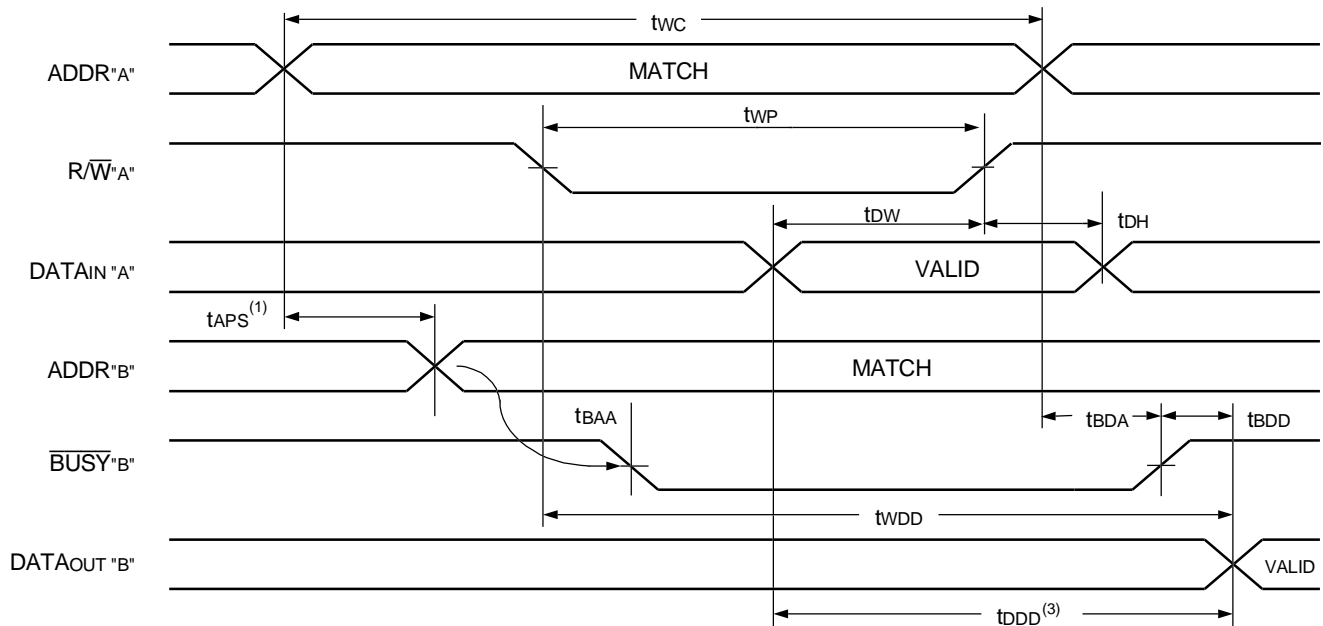 tWC
ADDR"A"
MATCH
tWP
R/W̅"A"
tDW
tDH
DATAIN "A"
VALID
tAPS(1)
ADDR"B"
MATCH
tBAA
tBDA
tBDD
B̅U̅S̅Y̅"B"
tWDD
DATAOUT "B"
VALID
tDDD(3)